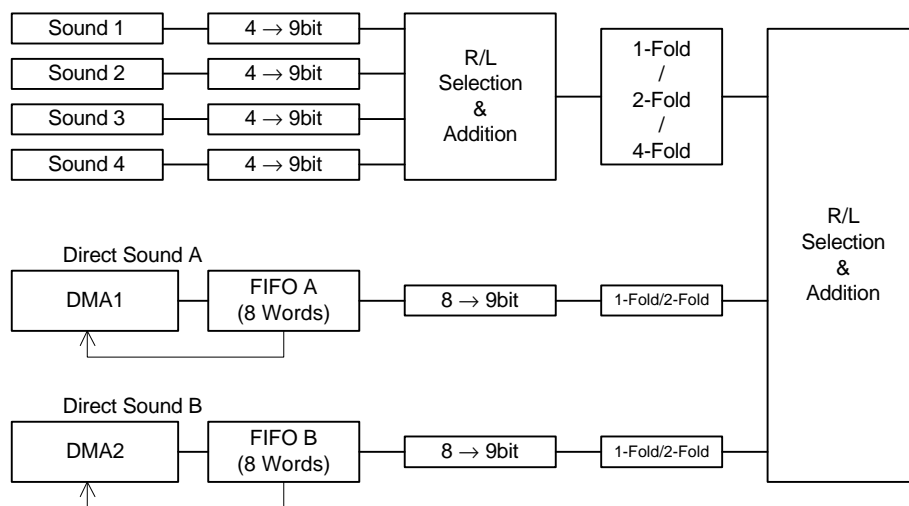 Sound 1
4 → 9bit
Sound 2
4 → 9bit
Sound 3
4 → 9bit
Sound 4
4 → 9bit
R/L
Selection
&
Addition
1-Fold
/
2-Fold
/
4-Fold
Direct Sound A
DMA1
FIFO A
(8 Words)
8 → 9bit
1-Fold/2-Fold
Direct Sound B
DMA2
FIFO B
(8 Words)
8 → 9bit
1-Fold/2-Fold
R/L
Selection
&
Addition